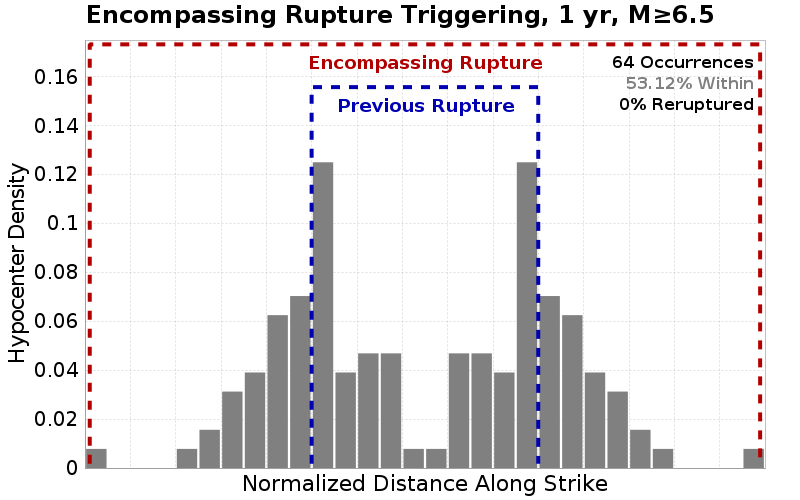 Encompassing Rupture Triggering, 1 yr, M≥6.5
Encompassing Rupture
Previous Rupture
64 Occurrences
53.12% Within
0% Reruptured
Hypocenter Density
0.16
0.14
0.12
0.1
0.08
0.06
0.04
0.02
0
Normalized Distance Along Strike